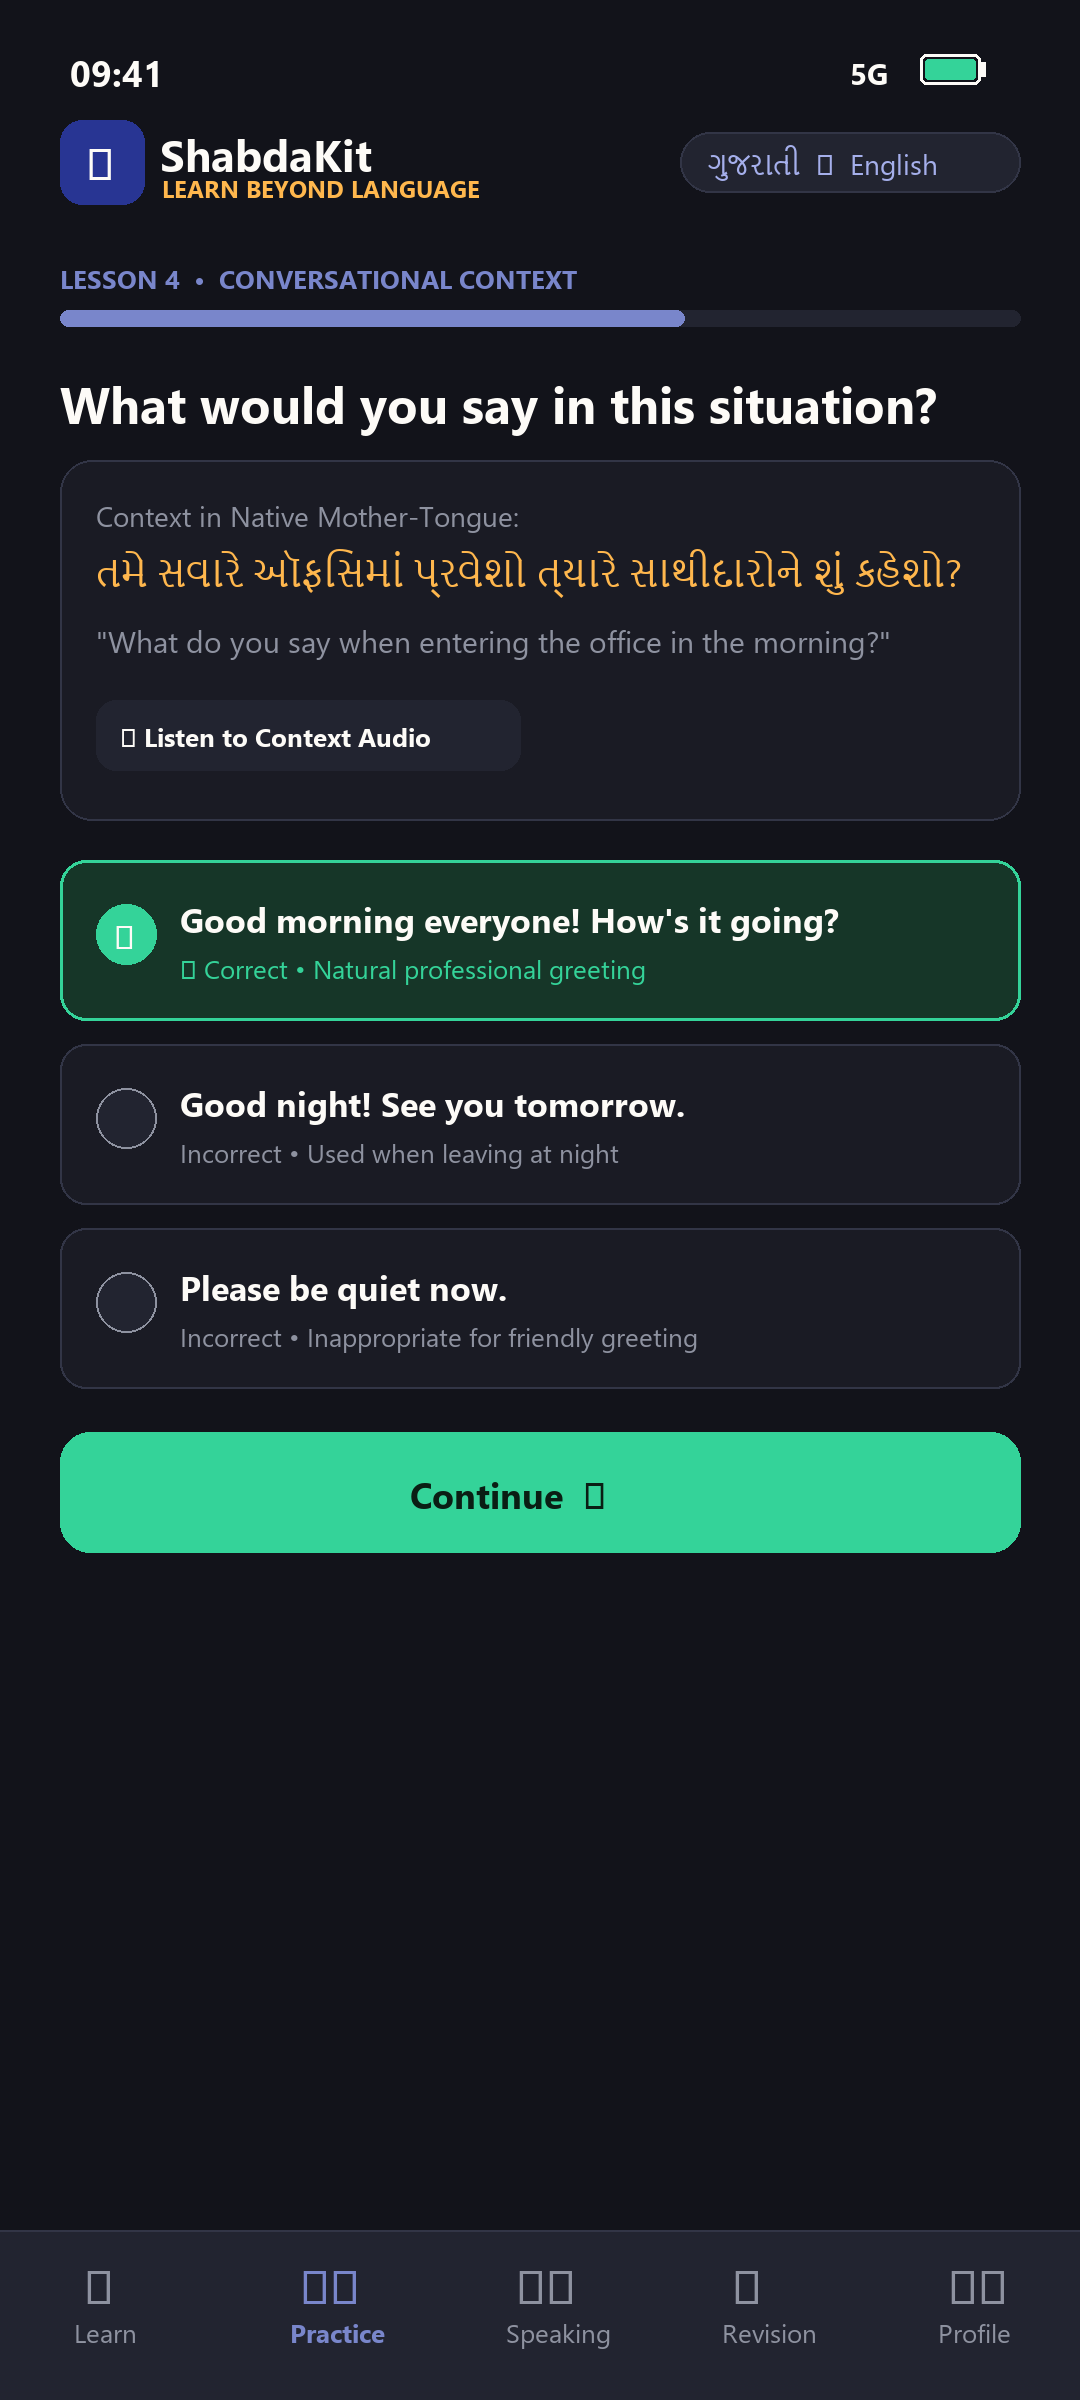 09:41
5G
ShabdaKit
LEARN BEYOND LANGUAGE
ગુજરાતી English
LESSON 4 • CONVERSATIONAL CONTEXT
What would you say in this situation?
Context in Native Mother-Tongue:
તમે સવારે ઑફિસમાં પ્રવેશો ત્યારે સાથીદારોને શું કહેશો?
"What do you say when entering the office in the morning?"
Listen to Context Audio
Good morning everyone! How's it going?
Correct • Natural professional greeting
Good night! See you tomorrow.
Incorrect • Used when leaving at night
Please be quiet now.
Incorrect • Inappropriate for friendly greeting
Continue
Learn Practice Speaking Revision Profile